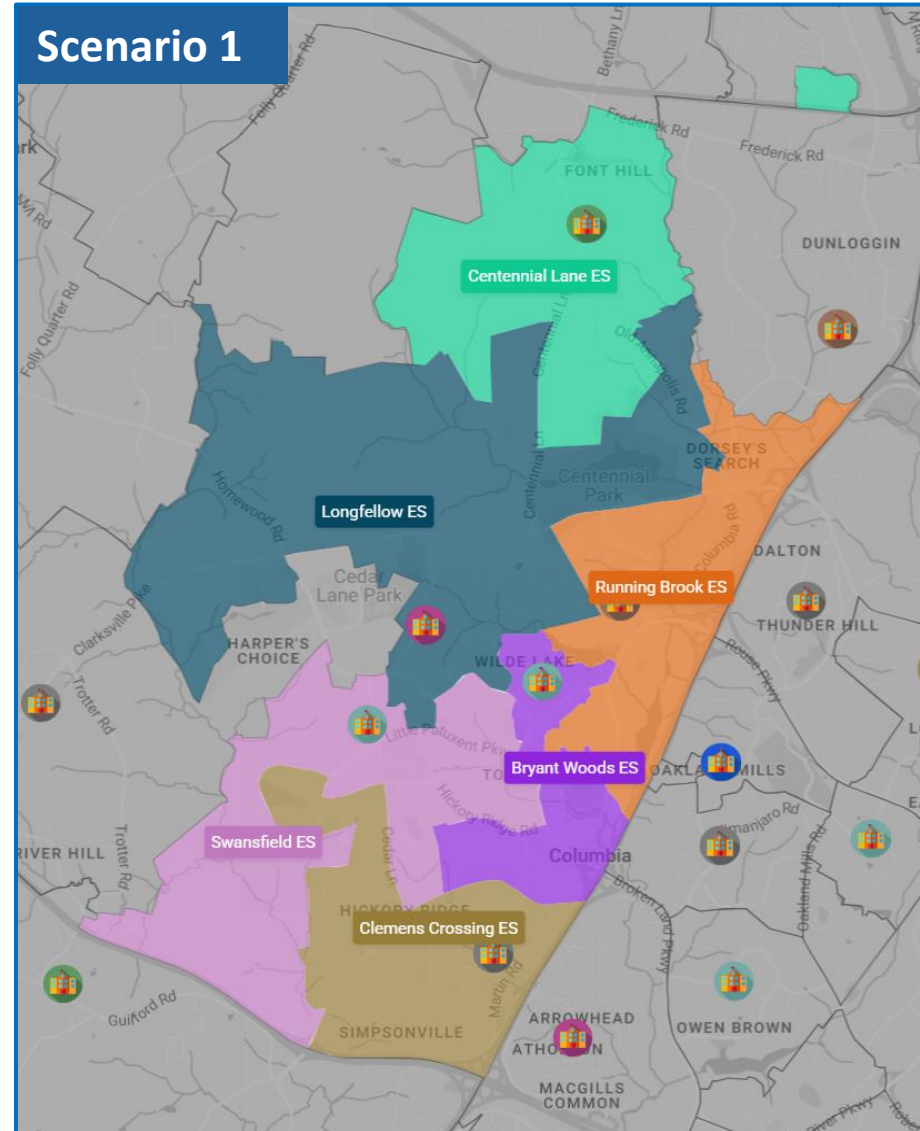 Scenario 1
Bethany Ln
Folly Quarter Rd
Frederick Rd
Frederick Rd
FONT HILL
DUNLOGGIN
Centennial Lane ES
Folly Quarter Rd
Centennial Ln
Old Annapolis Rd
DORSEY'S
SEARCH
Centennial
Park
Homewood Rd
Centennial Ln
Longfellow ES
Columbia Rd
DALTON
Cedar
Lane Park
Running Brook ES
Clarksville Pike
THUNDER HILL
HARPER'S
CHOICE
WILDE LAKE
Rouse Pkwy
Trotter Rd
Little Patuxent Pkwy
Bryant Woods ES
Hickory Ridge Rd
Swansfield ES
Cedar Ln
RIVER HILL
Trotter Rd
Columbia
Oakland Mills Rd
Broken Land Pkwy
HICKORY RIDGE
Clemens Crossing ES
Martin Rd
Guilford Rd
SIMPSONVILLE
ARROWHEAD
OWEN BROWN
MACGILLS
COMMON
River Pkwy